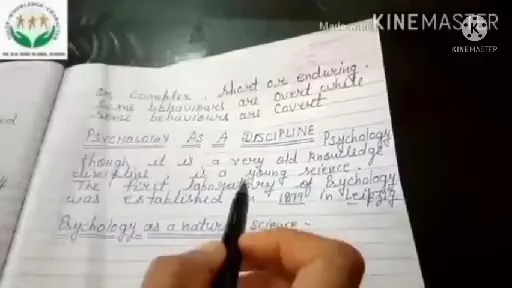 Made with KINEMASTER
KINEMASTER
or complex, short or enduring.
Some behaviours are overt while
some behaviours are covert
PSYCHOLOGY AS A DISCIPLINE Psychology
though it is a very old knowledge
discipline is a young science.
The first laboratory of Psychology
was established in 1879 in Leipzig
Psychology as a natural science -